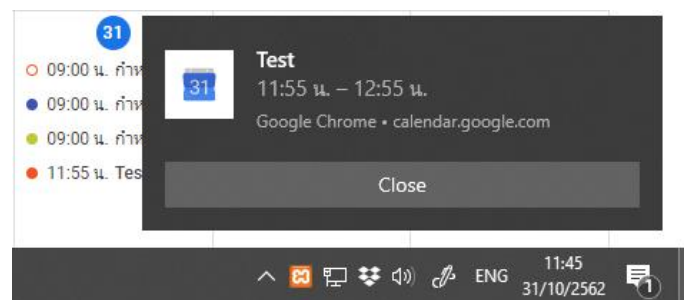 31
09:00 น.
09:00 น.
09:00 น.
11:55 น. Tes
31
Test
11:55 น. – 12:55 น.
Google Chrome • calendar.google.com
Close
ENG
11:45
31/10/2562
1